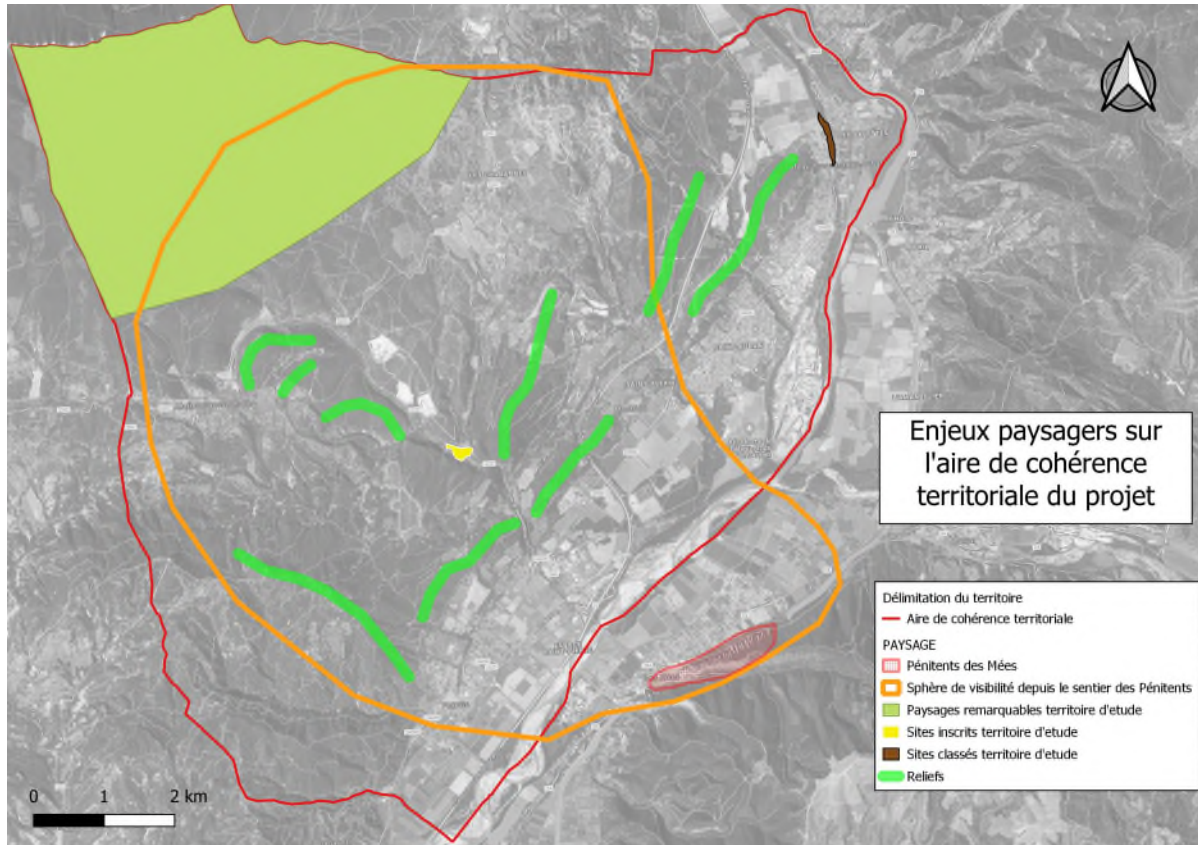 Enjeux paysagers sur
l'aire de cohérence
territoriale du projet
Délimitation du territoire
Aire de cohérence territoriale
PAYSAGE
Pénitents des Mées
Sphère de visibilité depuis le sentier des Pénitents
Paysages remarquables territoire d'etude
Sites inscrits territoire d'etude
Sites classés territoire d'etude
Reliefs
0 1 2 km